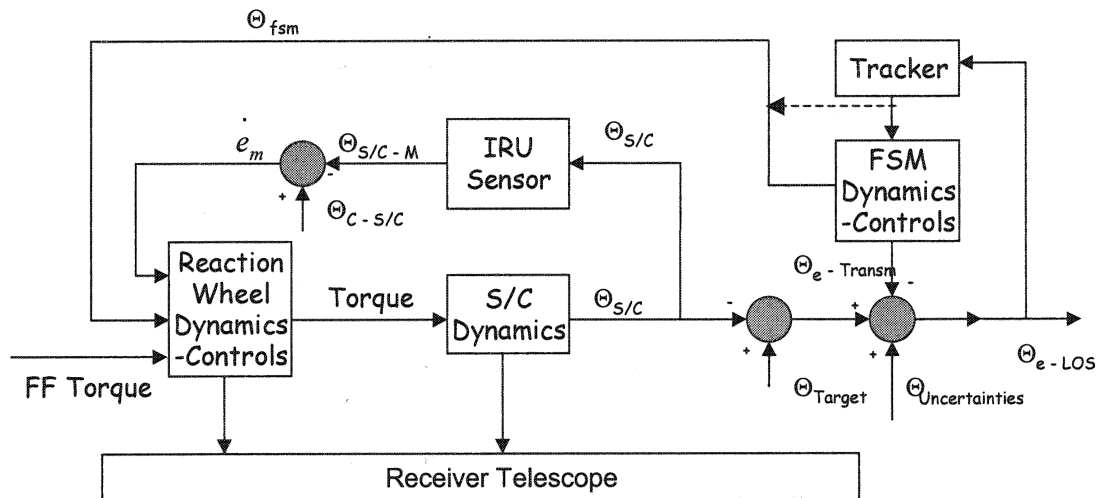 Θfsm
Tracker
ėm
ΘS/C - M
IRU
Sensor
ΘS/C
FSM
Dynamics
-Controls
-
+
ΘC - S/C
Reaction
Wheel
Dynamics
-Controls
Torque
S/C
Dynamics
ΘS/C
Θe - Transm
-
-
+
+
+
Θe - LOS
FF Torque
ΘTarget
ΘUncertainties
Receiver Telescope